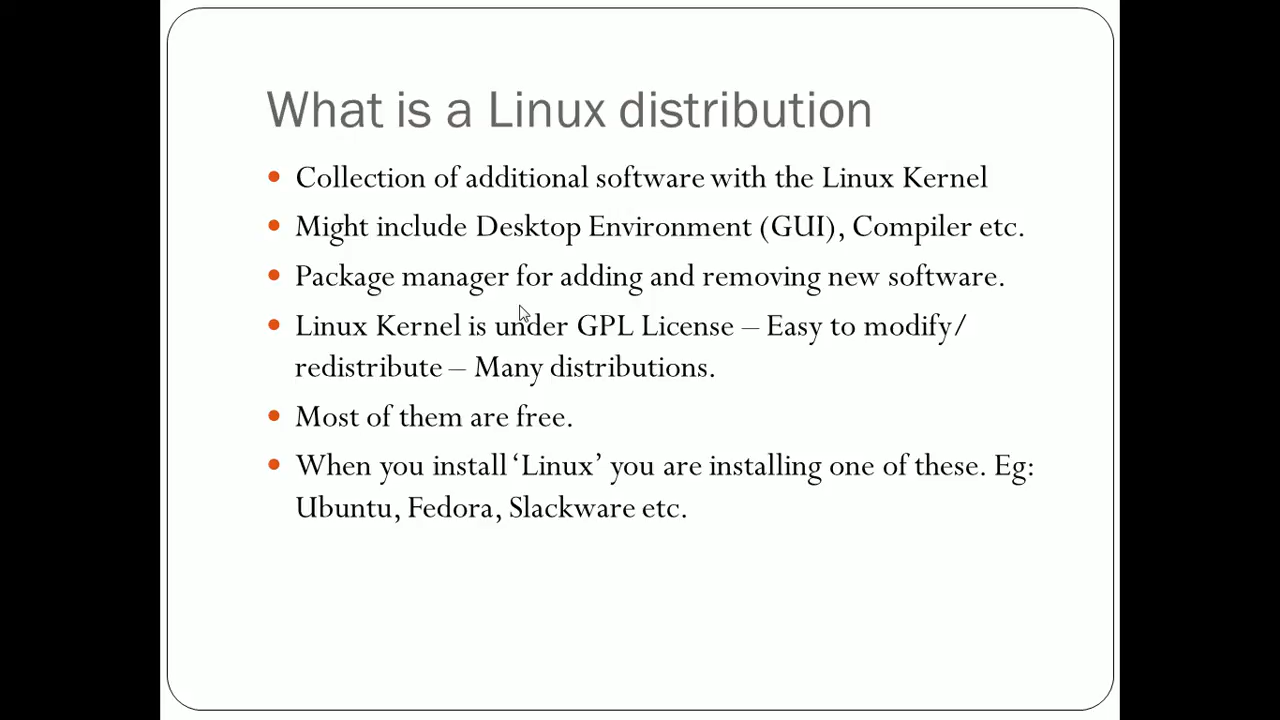 What is a Linux distribution
• Collection of additional software with the Linux Kernel
• Might include Desktop Environment (GUI), Compiler etc.
• Package manager for adding and removing new software.
• Linux Kernel is under GPL License – Easy to modify/
redistribute – Many distributions.
• Most of them are free.
• When you install ‘Linux’ you are installing one of these. Eg:
Ubuntu, Fedora, Slackware etc.